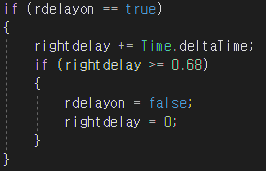 if (rdelayon == true)
{
    rightdelay += Time.deltaTime;
    if (rightdelay >= 0.68)
    {
        rdelayon = false;
        rightdelay = 0;
    }
}